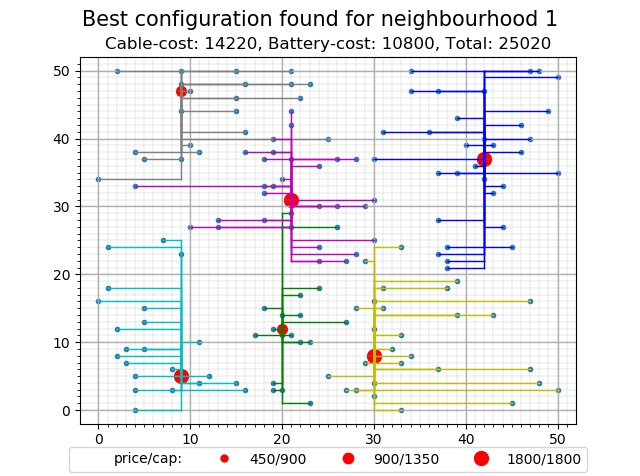 Best configuration found for neighbourhood 1
Cable-cost: 14220, Battery-cost: 10800, Total: 25020
50
40
30
20
10
0
0 10 20 30 40 50
price/cap: 450/900 900/1350 1800/1800